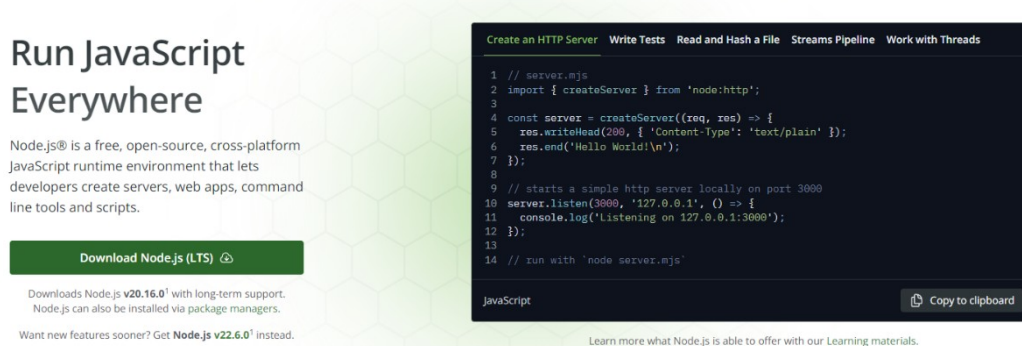 Run JavaScript
Everywhere
Node.js® is a free, open-source, cross-platform
JavaScript runtime environment that lets
developers create servers, web apps, command
line tools and scripts.
Download Node.js (LTS)
Downloads Node.js v20.16.0¹ with long-term support.
Node.js can also be installed via package managers.
Want new features sooner? Get Node.js v22.6.0¹ instead.
Create an HTTP Server Write Tests Read and Hash a File Streams Pipeline Work with Threads
1 // server.mjs
2 import { createServer } from 'node:http';
3
4 const server = createServer((req, res) => {
5   res.writeHead(200, { 'Content-Type': 'text/plain' });
6   res.end('Hello World!\n');
7 });
8
9 // starts a simple http server locally on port 3000
10 server.listen(3000, '127.0.0.1', () => {
11   console.log('Listening on 127.0.0.1:3000');
12 });
13
14 // run with `node server.mjs`
JavaScript
Copy to clipboard
Learn more what Node.js is able to offer with our Learning materials.